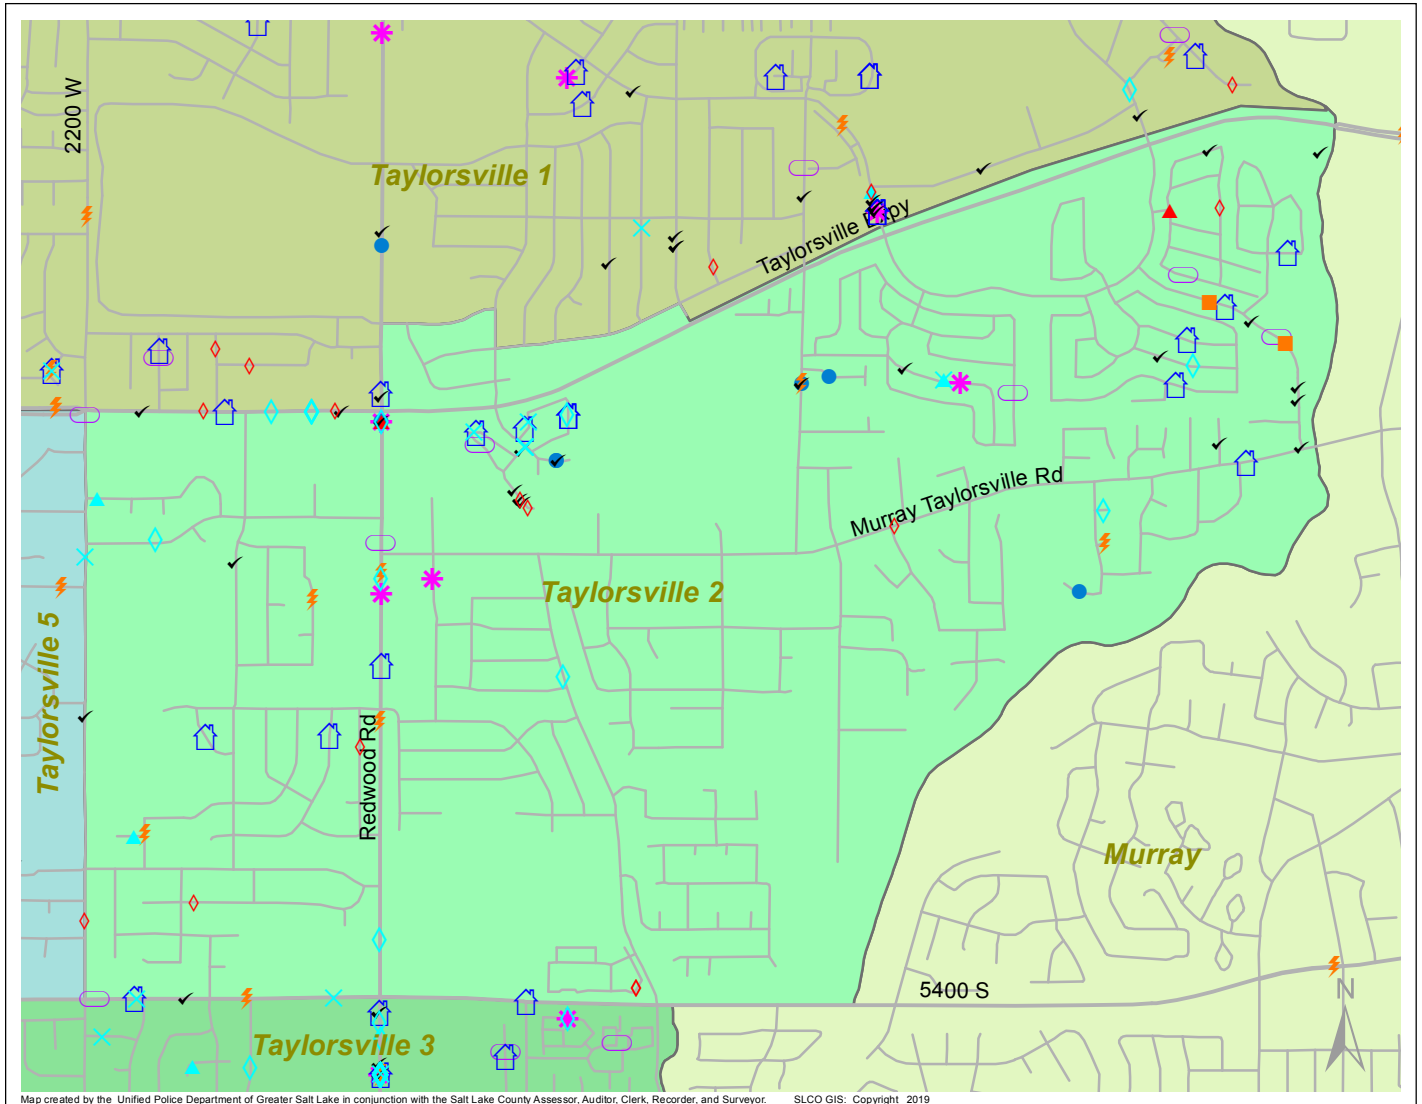 2200 W
Taylorsville 1
Taylorsville Expy
Murray Taylorsville Rd
Taylorsville 2
Taylorsville 5
Redwood Rd
Murray
5400 S
N
Taylorsville 3
Map created by the Unified Police Department of Greater Salt Lake in conjunction with the Salt Lake County Assessor, Auditor, Clerk, Recorder, and Surveyor. SLCO GIS: Copyright 2019